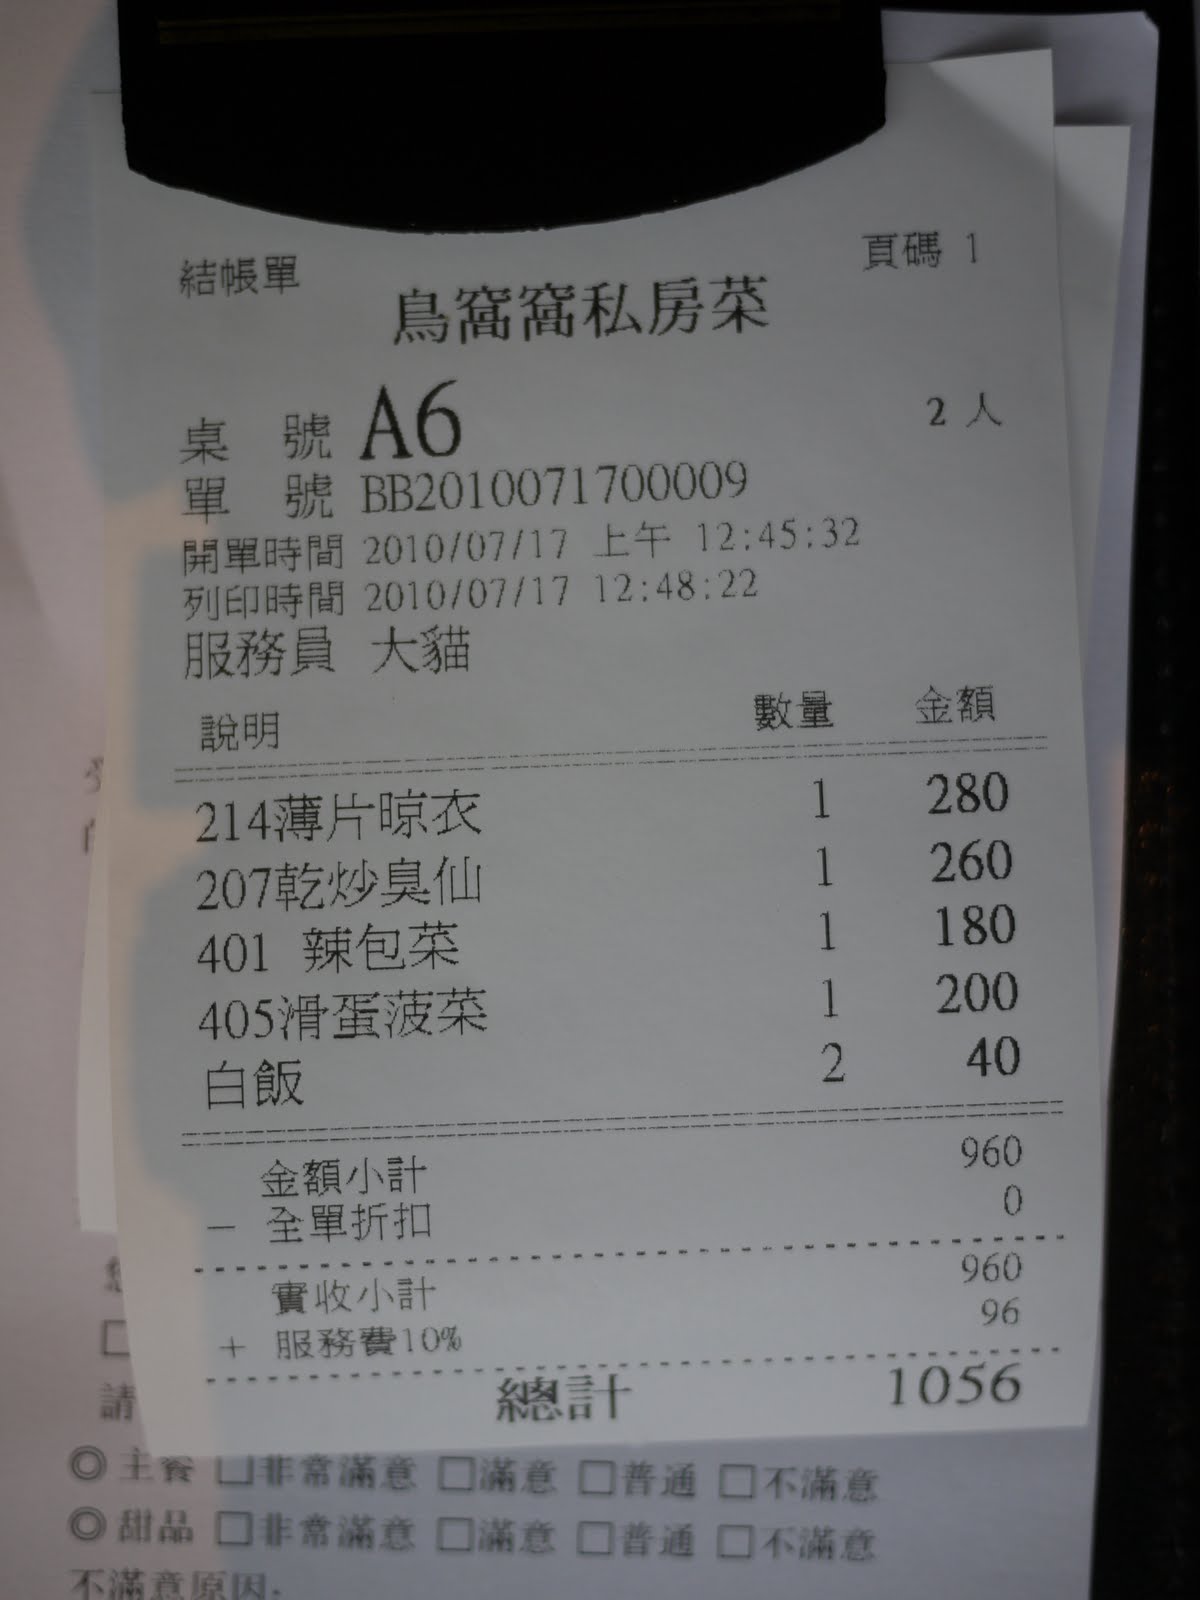 結帳單
頁碼 1
鳥窩窩私房菜
桌 號 A6
2 人
單 號 BB2010071700009
開單時間 2010/07/17 上午 12:45:32
列印時間 2010/07/17 12:48:22
服務員 大貓
說明 數量 金額
214薄片晾衣 1 280
207乾炒臭仙 1 260
401 辣包菜 1 180
405滑蛋菠菜 1 200
白飯 2 40
金額小計 960
– 全單折扣 0
實收小計 960
+ 服務費10% 96
總計 1056
請
◎ 主餐 □非常滿意 □滿意 □普通 □不滿意
◎ 甜品 □非常滿意 □滿意 □普通 □不滿意
不滿意原因: